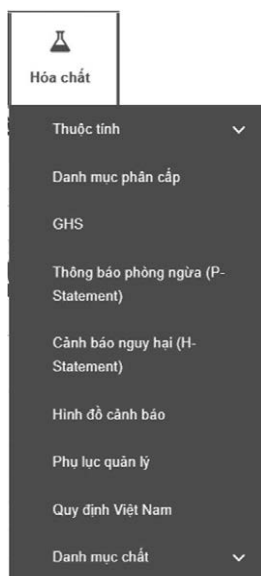 Hóa chất
Thuộc tính
Danh mục phân cấp
GHS
Thông báo phòng ngừa (P-
Statement)
Cảnh báo nguy hại (H-
Statement)
Hình đồ cảnh báo
Phụ lục quản lý
Quy định Việt Nam
Danh mục chất